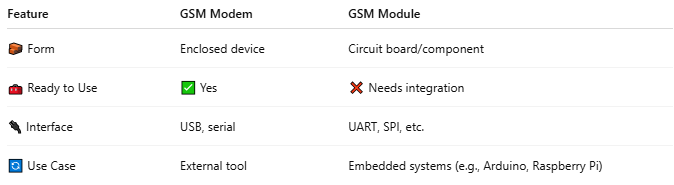 Feature GSM Modem GSM Module
Form Enclosed device Circuit board/component
Ready to Use Yes Needs integration
Interface USB, serial UART, SPI, etc.
Use Case External tool Embedded systems (e.g., Arduino, Raspberry Pi)